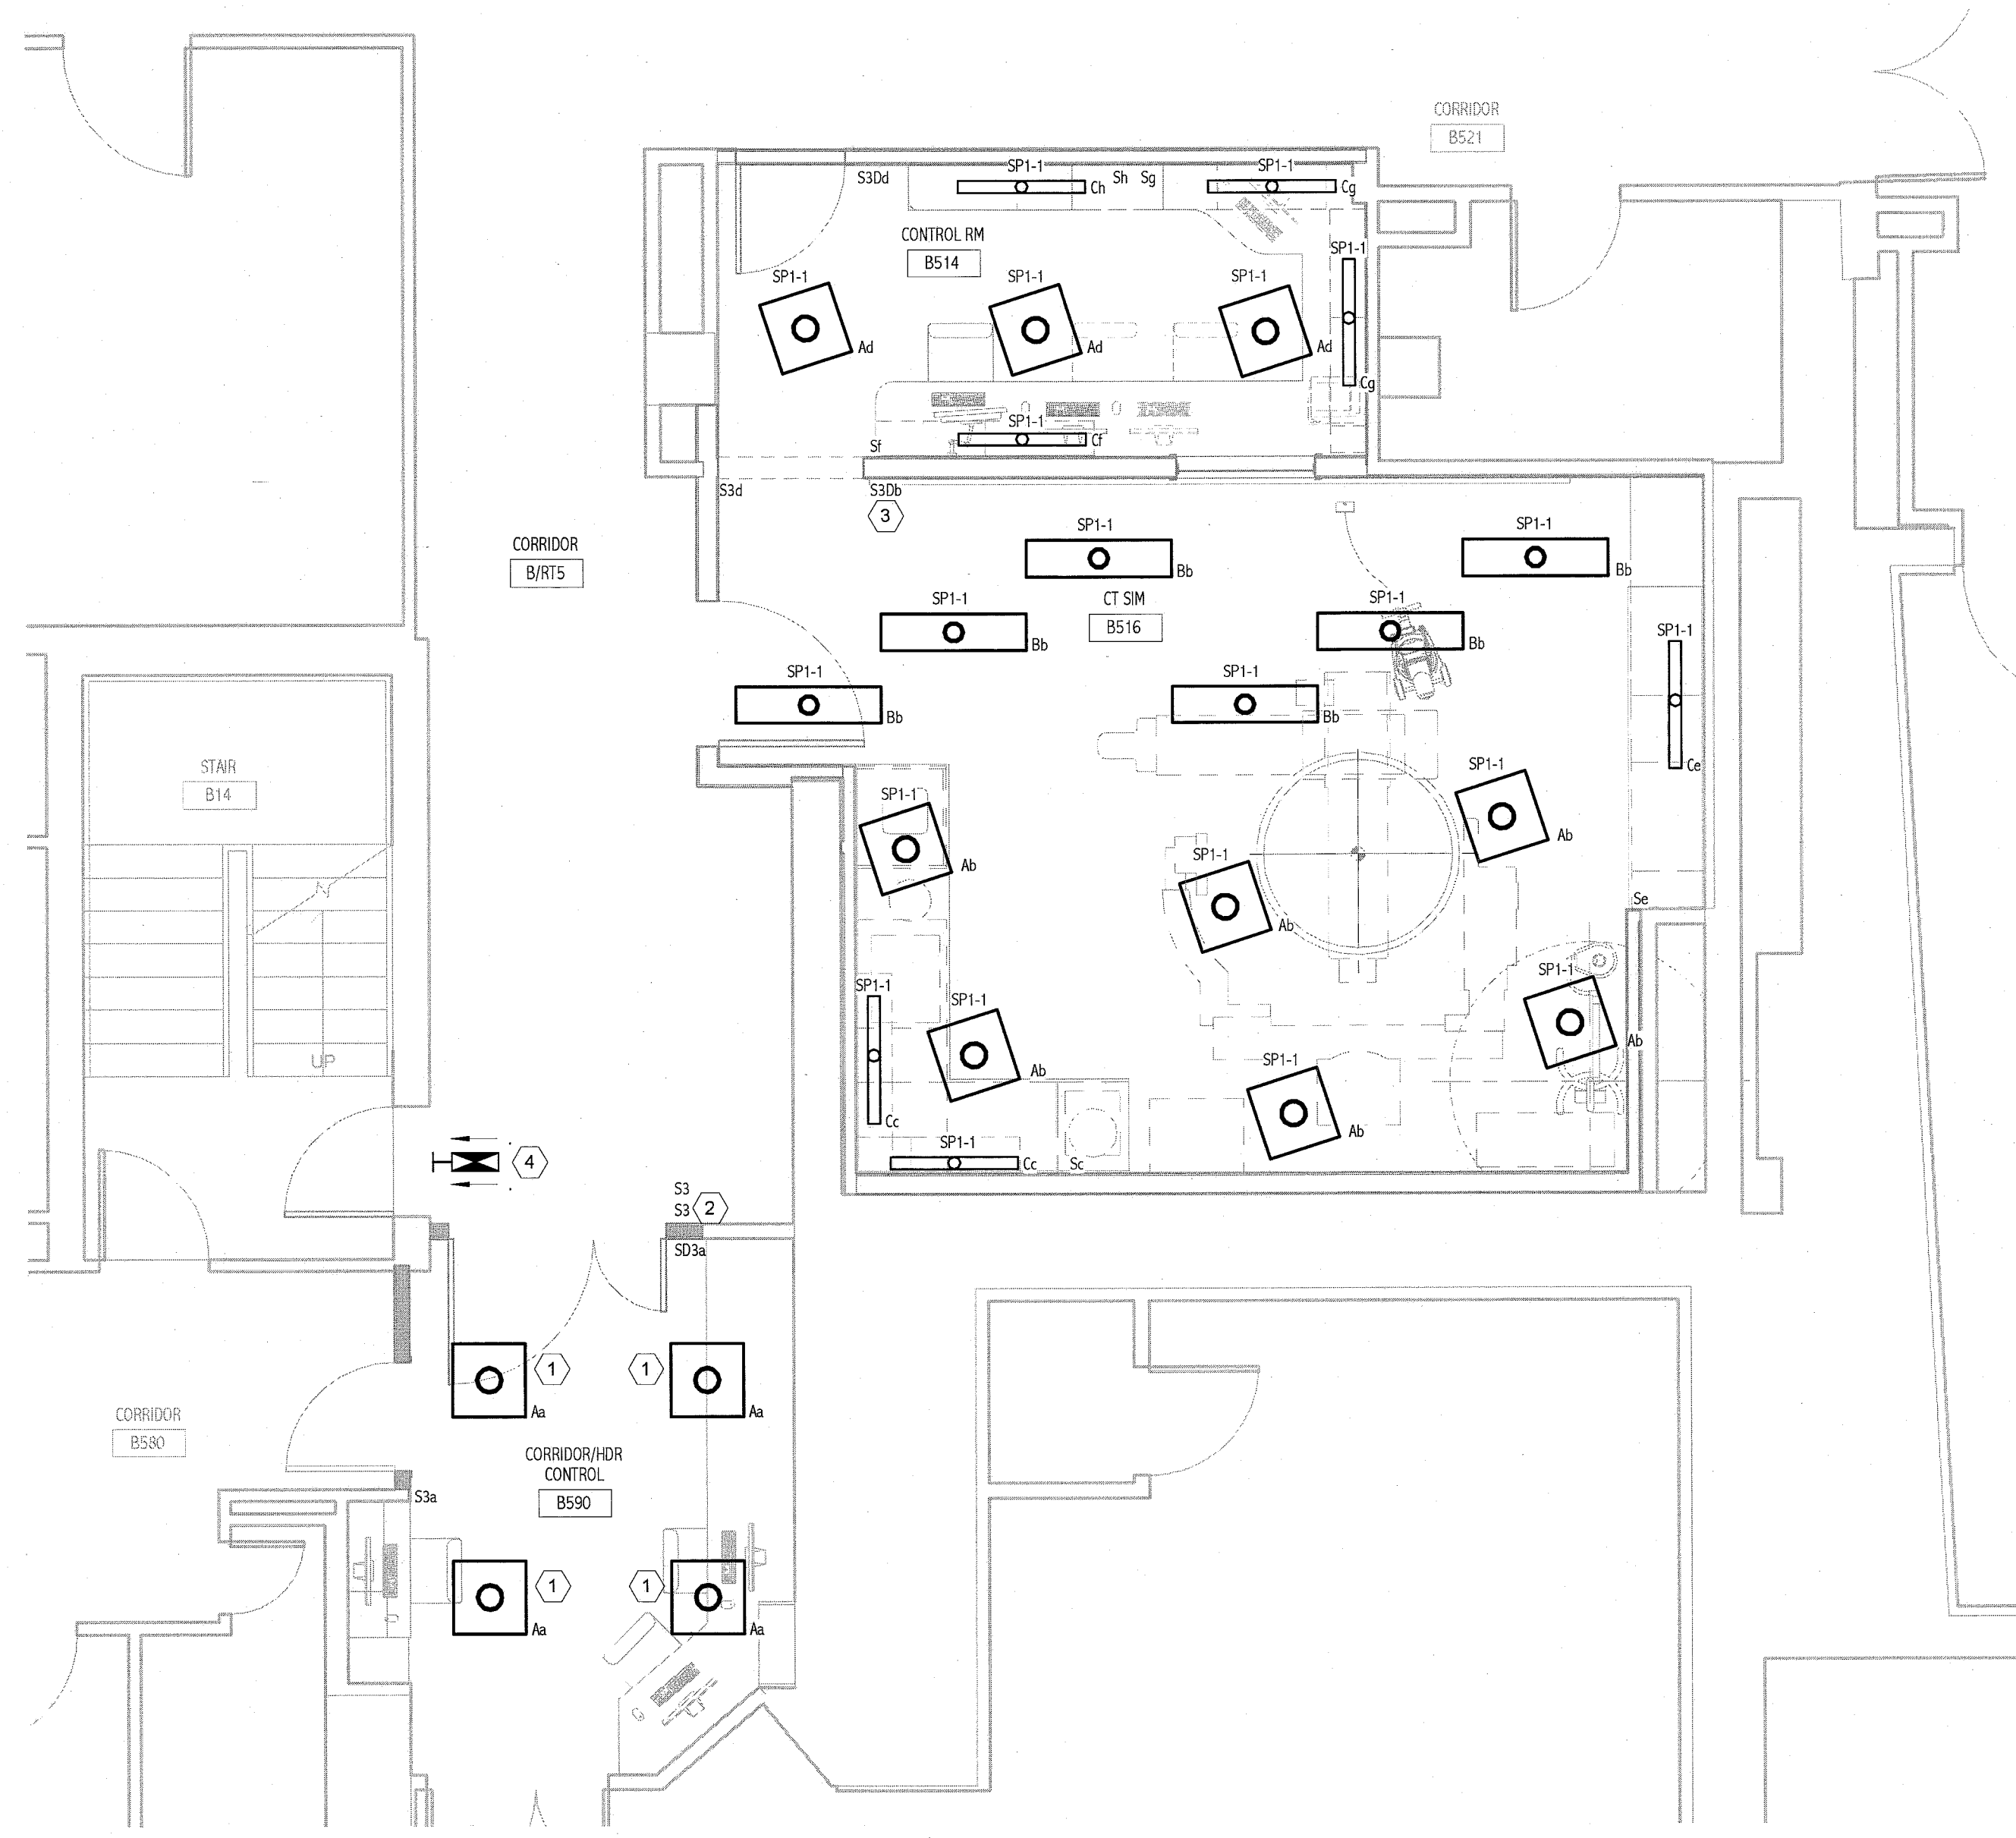 CORRIDOR
B521
SP1-1
SP1-1
S3Dd
Sh
Sg
Ch
Cg
CONTROL RM
B514
SP1-1
SP1-1
SP1-1
SP1-1
Ad
Ad
Ad
Cg
SP1-1
Sf
Cf
S3d
S3Db
3
CORRIDOR
B/RT5
SP1-1
SP1-1
Bb
Bb
SP1-1
CT SIM
B516
SP1-1
Bb
Bb
SP1-1
SP1-1
SP1-1
Bb
Bb
Ce
STAIR
B14
SP1-1
SP1-1
Ab
SP1-1
Ab
Ab
Se
N
UP
SP1-1
SP1-1
SP1-1
Ab
Ab
SP1-1
Cc
Ab
SP1-1
Cc
Sc
4
S3
S3
2
SD3a
1
1
Aa
Aa
CORRIDOR
B580
CORRIDOR/HDR
CONTROL
B590
S3a
1
1
Aa
Aa